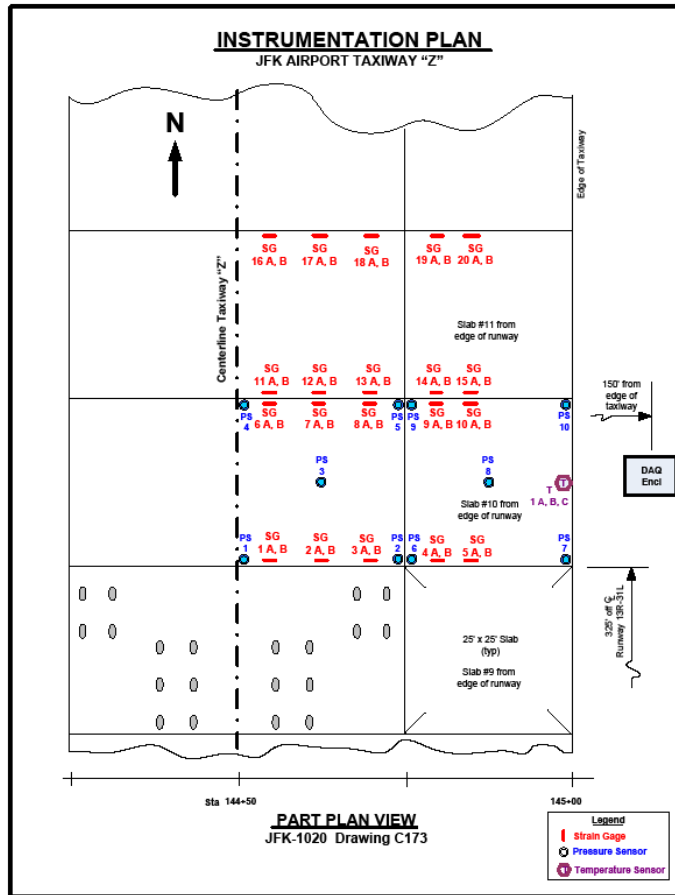 INSTRUMENTATION PLAN
JFK AIRPORT TAXIWAY "Z"
N
Edge of Taxiway
Centerline Taxiway "Z"
SG
16 A, B
SG
17 A, B
SG
18 A, B
SG
19 A, B
SG
20 A, B
Slab #11 from
edge of runway
SG
11 A, B
SG
12 A, B
SG
13 A, B
SG
14 A, B
SG
15 A, B
150' from
edge of
taxiway
PS
4
SG
6 A, B
SG
7 A, B
SG
8 A, B
PS
5
PS
9
SG
9 A, B
SG
10 A, B
PS
10
PS
3
PS
8
T
T
1 A, B, C
DAQ
Encl
Slab #10 from
edge of runway
PS
1
SG
1 A, B
SG
2 A, B
SG
3 A, B
PS
2
PS
6
SG
4 A, B
SG
5 A, B
PS
7
325' off ℄
Runway 13R-31L
25' x 25' Slab
(typ)
Slab #9 from
edge of runway
Sta 144+50
145+00
PART PLAN VIEW
JFK-1020 Drawing C173
Legend
Strain Gage
Pressure Sensor
T Temperature Sensor